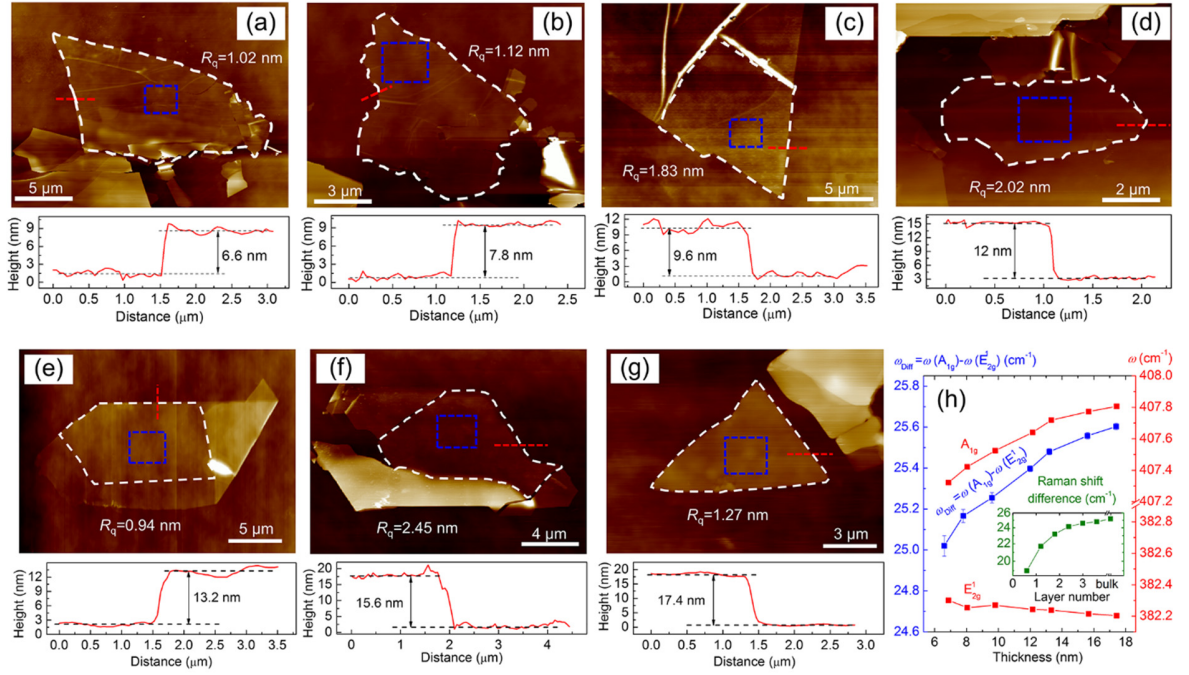 (a)
Rq=1.02 nm
5 μm
(b)
Rq=1.12 nm
3 μm
(c)
Rq=1.83 nm
5 μm
(d)
Rq=2.02 nm
2 μm
Height (nm)
9
6
3
0
6.6 nm
0.0 0.5 1.0 1.5 2.0 2.5 3.0
Distance (μm)
Height (nm)
9
6
3
0
7.8 nm
0.0 0.5 1.0 1.5 2.0 2.5
Distance (μm)
Height (nm)
12
9
6
3
0
9.6 nm
0.0 0.5 1.0 1.5 2.0 2.5 3.0 3.5
Distance (μm)
Height (nm)
15
12
9
6
3
12 nm
0.0 0.5 1.0 1.5 2.0
Distance (μm)
(e)
Rq=0.94 nm
5 μm
(f)
Rq=2.45 nm
4 μm
(g)
Rq=1.27 nm
3 μm
Height (nm)
12
9
6
3
0
13.2 nm
0.0 0.5 1.0 1.5 2.0 2.5 3.0 3.5
Distance (μm)
Height (nm)
20
15
10
5
0
15.6 nm
0 1 2 3 4
Distance (μm)
Height (nm)
20
15
10
5
0
17.4 nm
0.0 0.5 1.0 1.5 2.0 2.5 3.0
Distance (μm)
ωDiff=ω(A1g)-ω(E¹2g) (cm⁻¹)
ω(cm⁻¹)
(h)
25.8
25.6
25.4
25.2
25.0
24.8
24.6
408.0
407.8
407.6
407.4
407.2
382.8
382.6
382.4
382.2
A1g
ωDiff=ω(A1g)-ω(E¹2g)
E¹2g
Raman shift
difference (cm⁻¹)
26
24
22
20
0 1 2 3 bulk
Layer number
6 8 10 12 14 16 18
Thickness (nm)